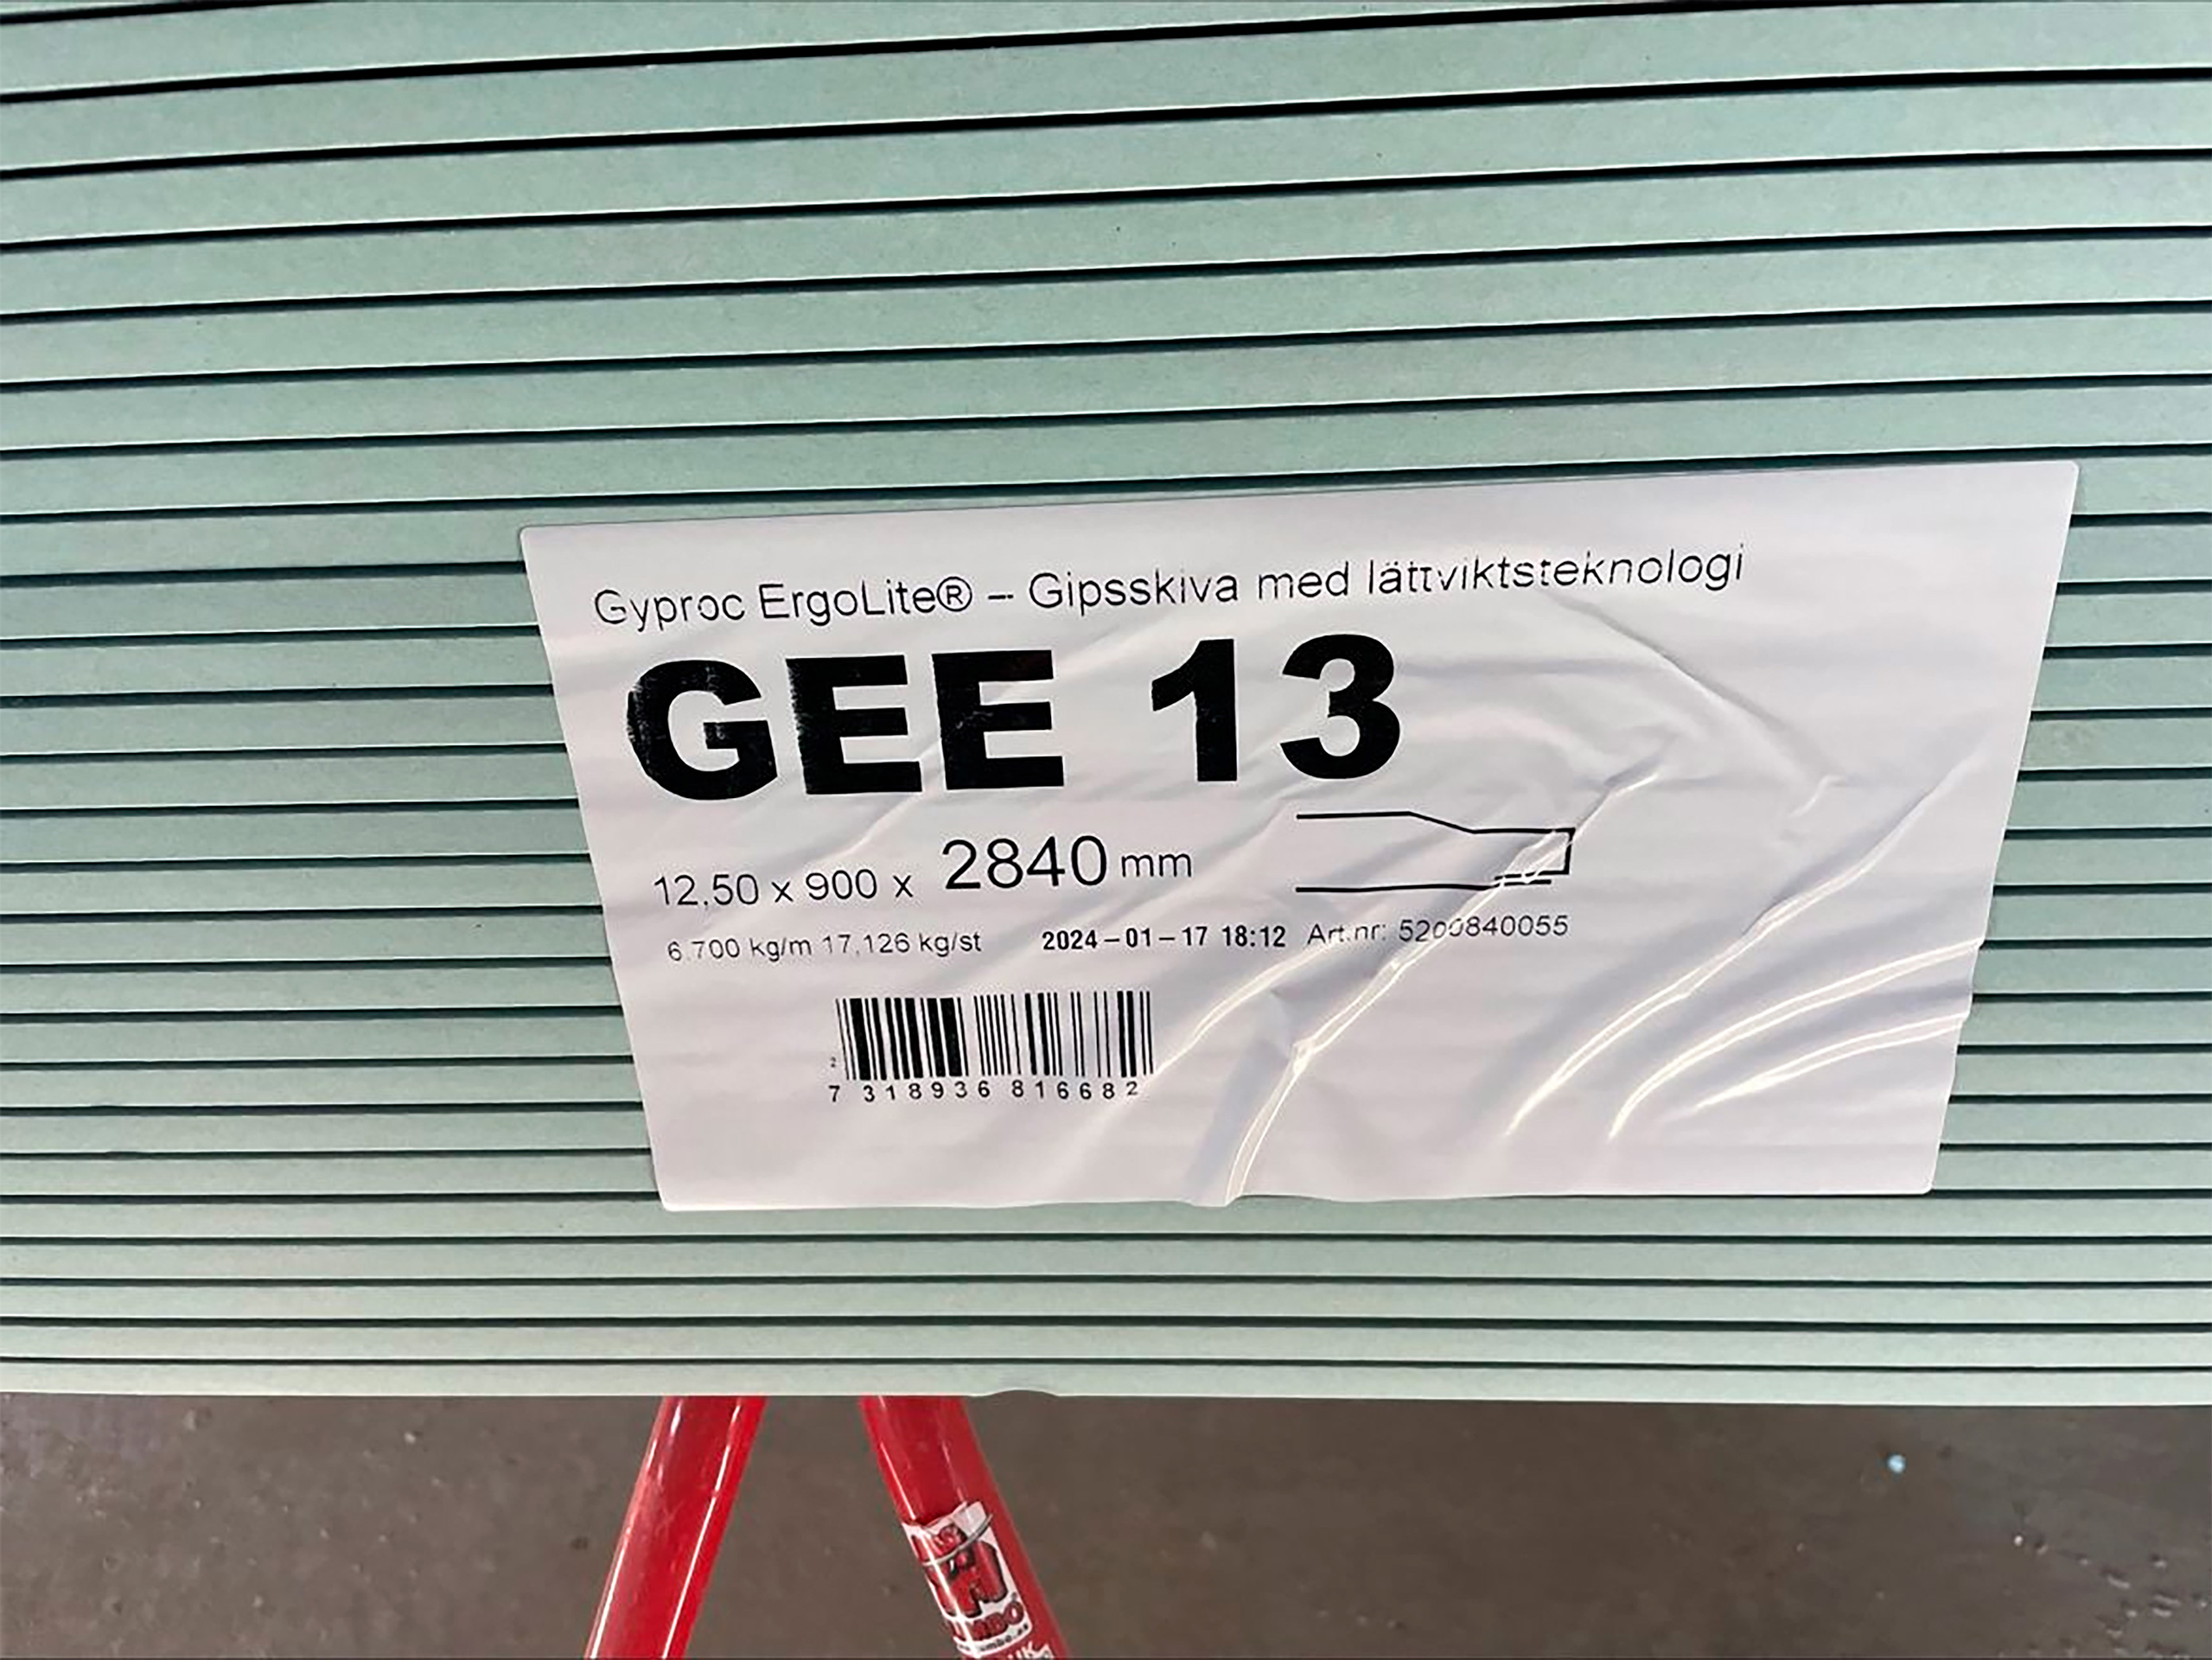 Gyproc ErgoLite® – Gipsskiva med lättviktsteknologi
GEE 13
12.50 x 900 x 2840 mm
6.700 kg/m 17.126 kg/st 2024-01-17 18:12 Art.nr: 5200840055
2
7 318936 816682